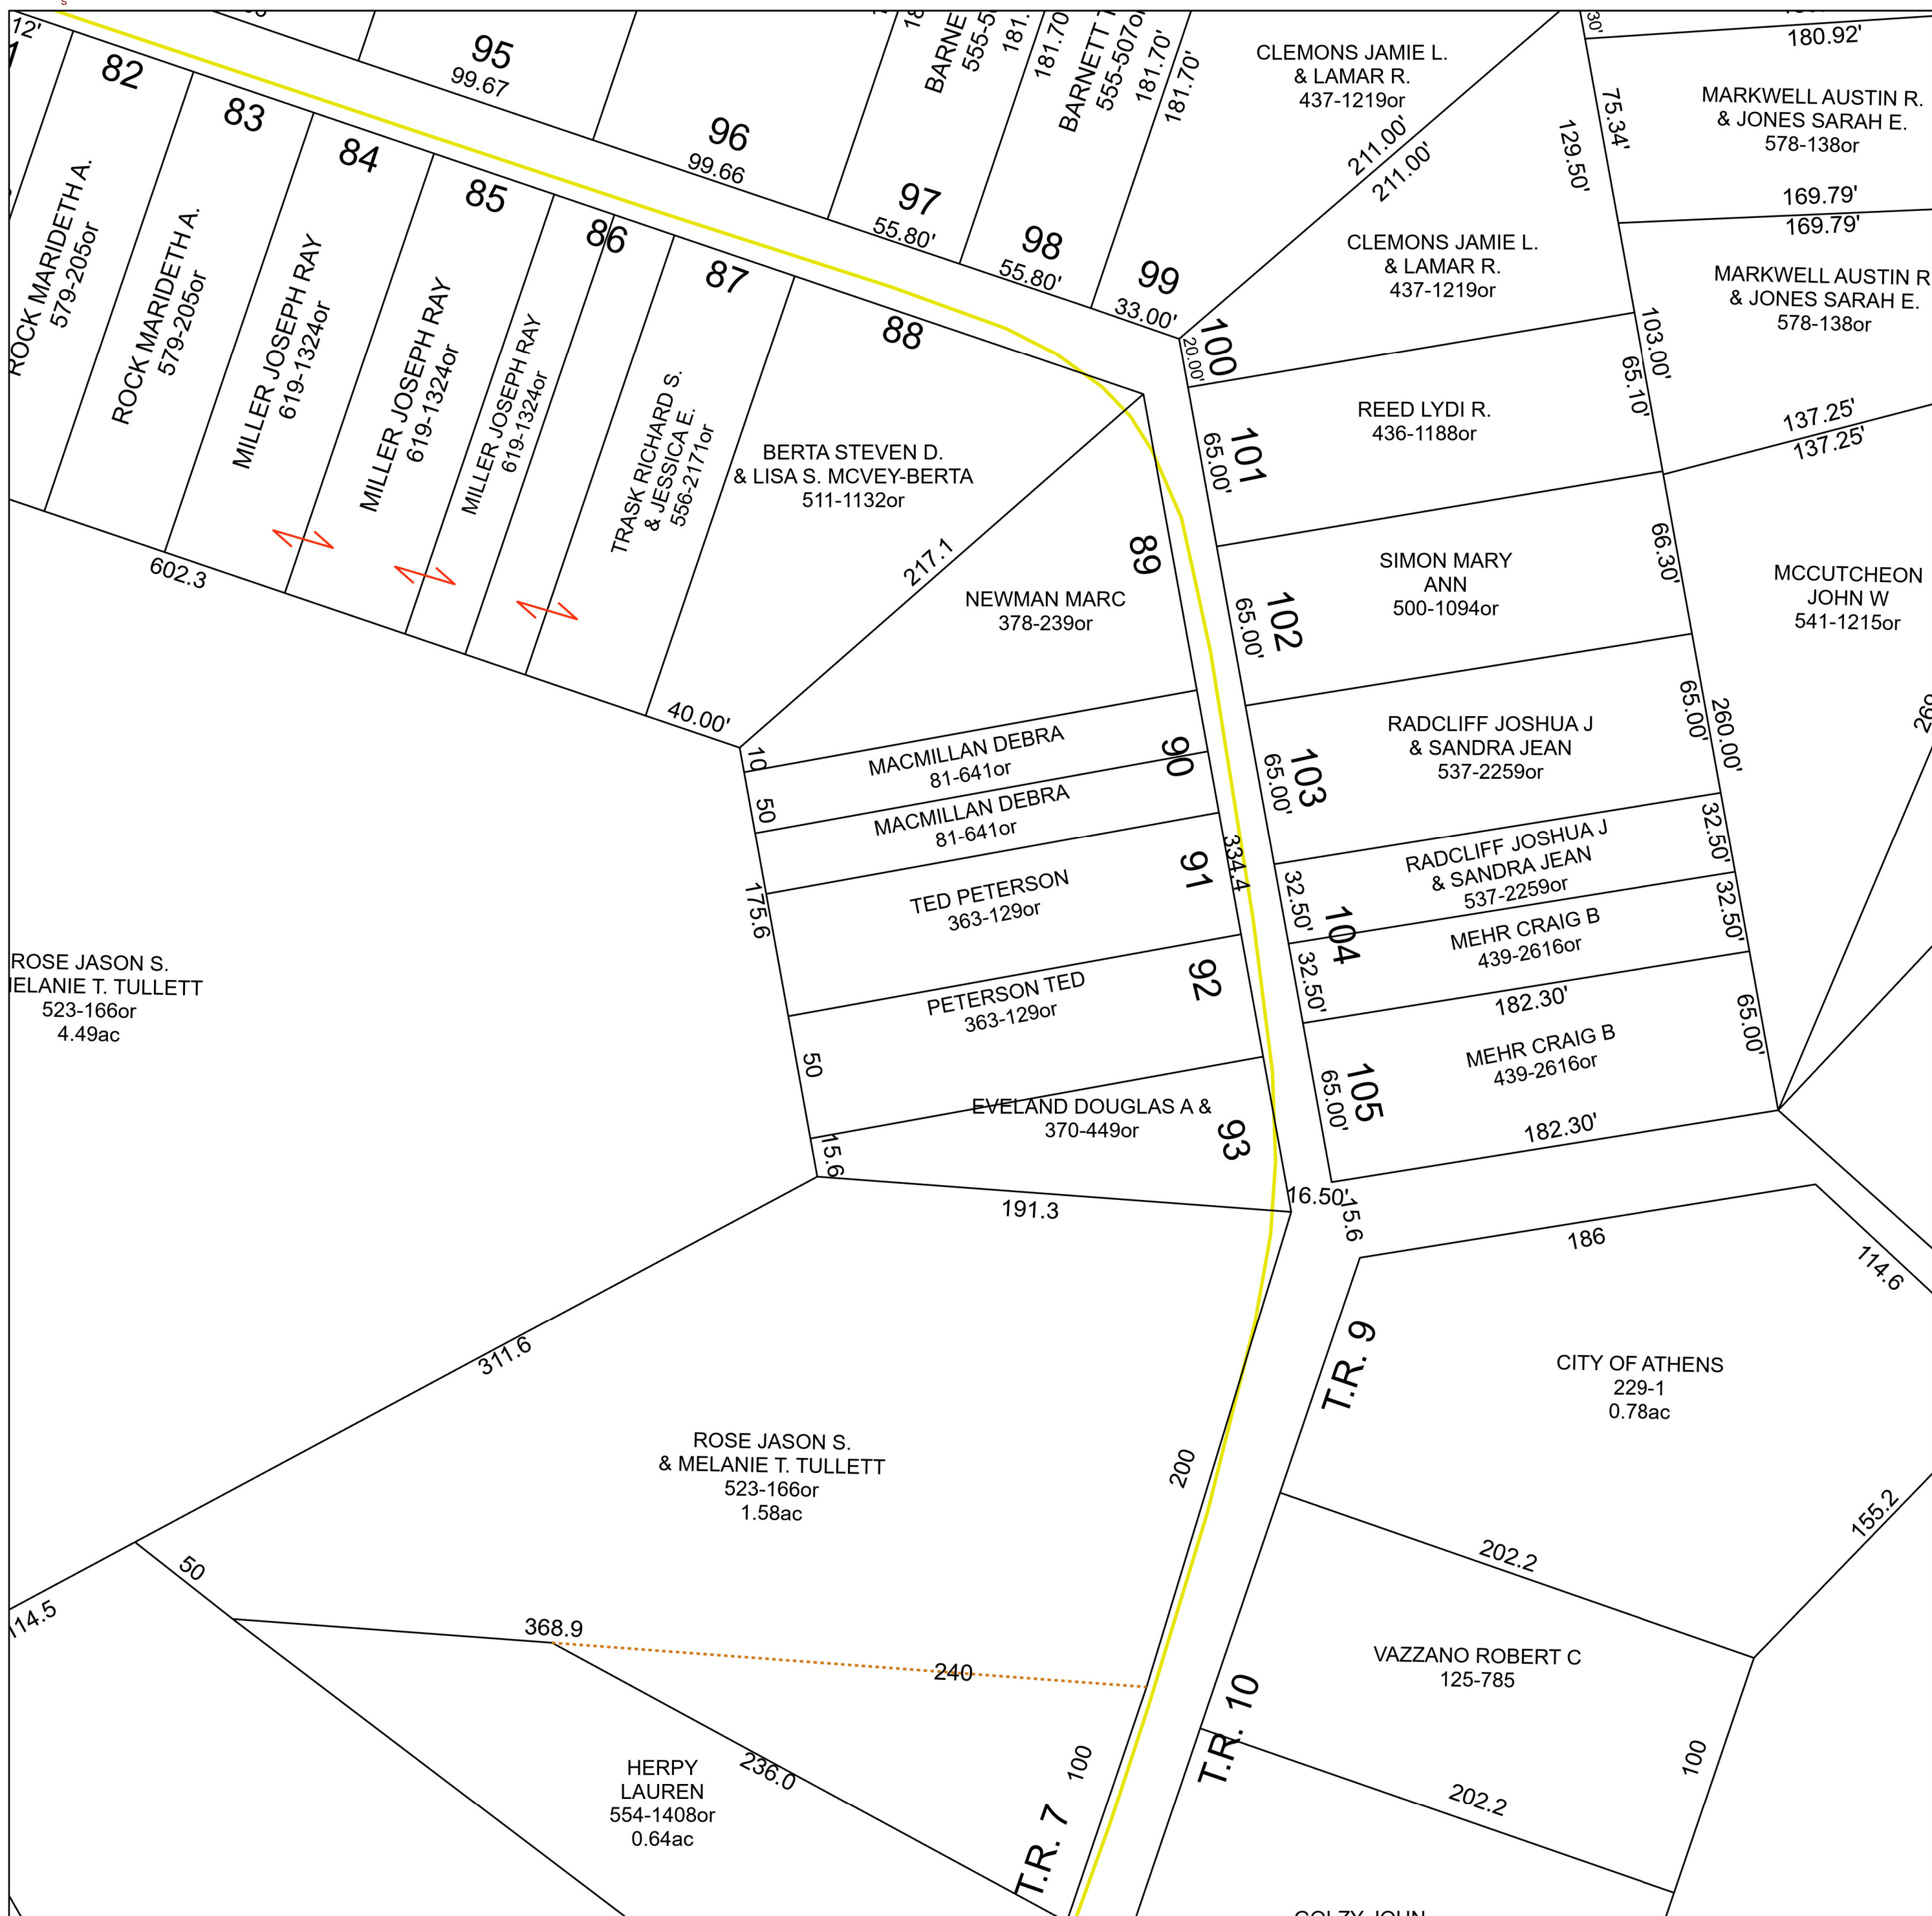 12'
82
83
84
85
86
87
88
95
99.67
96
99.66
97
55.80'
98
55.80'
99
33.00'
181.70
181.70'
181.70'
BARNETT
555-507or
ROCK MARIDETH A.
579-205or
ROCK MARIDETH A.
579-205or
MILLER JOSEPH RAY
619-1324or
MILLER JOSEPH RAY
619-1324or
MILLER JOSEPH RAY
619-1324or
TRASK RICHARD S.
& JESSICA E.
556-2171or
BERTA STEVEN D.
& LISA S. MCVEY-BERTA
511-1132or
602.3
40.00'
217.1
CLEMONS JAMIE L.
& LAMAR R.
437-1219or
211.00'
211.00'
CLEMONS JAMIE L.
& LAMAR R.
437-1219or
30'
180.92'
75.34'
129.50'
MARKWELL AUSTIN R.
& JONES SARAH E.
578-138or
169.79'
169.79'
MARKWELL AUSTIN R
& JONES SARAH E.
578-138or
103.00'
65.10'
137.25'
137.25'
100
20.00'
REED LYDI R.
436-1188or
101
65.00'
SIMON MARY
ANN
500-1094or
66.30'
MCCUTCHEON
JOHN W
541-1215or
102
65.00'
RADCLIFF JOSHUA J
& SANDRA JEAN
537-2259or
65.00'
260.00'
103
65.00'
RADCLIFF JOSHUA J
& SANDRA JEAN
537-2259or
32.50'
32.50'
104
MEHR CRAIG B
439-2616or
32.50'
32.50'
182.30'
MEHR CRAIG B
439-2616or
65.00'
105
65.00'
182.30'
89
NEWMAN MARC
378-239or
10
MACMILLAN DEBRA
81-641or
90
50
MACMILLAN DEBRA
81-641or
334.4
91
175.6
TED PETERSON
363-129or
92
PETERSON TED
363-129or
50
EVELAND DOUGLAS A &
370-449or
93
15.6
191.3
16.50'
15.6
ROSE JASON S.
MELANIE T. TULLETT
523-166or
4.49ac
186
114.6
311.6
T.R. 9
CITY OF ATHENS
229-1
0.78ac
ROSE JASON S.
& MELANIE T. TULLETT
523-166or
1.58ac
200
155.2
202.2
50
114.5
368.9
240
VAZZANO ROBERT C
125-785
T.R. 10
100
100
202.2
HERPY
LAUREN
554-1408or
0.64ac
236.0
T.R. 7